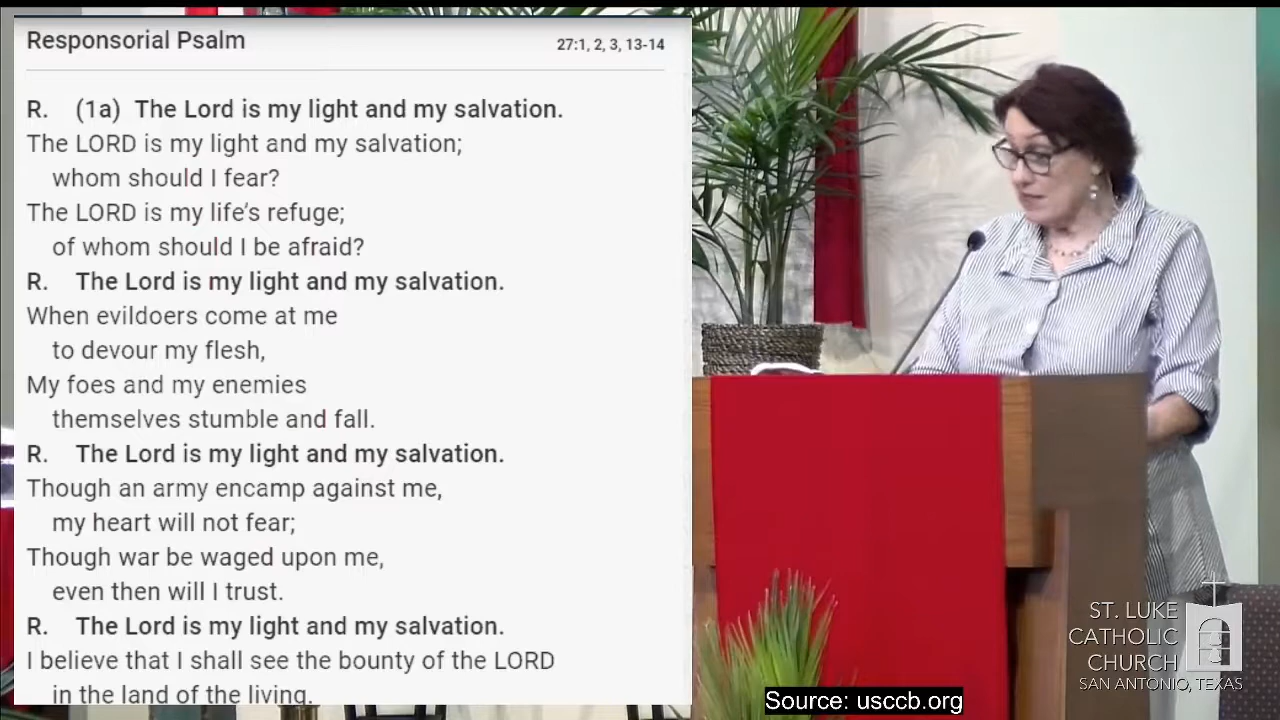 Responsorial Psalm
27:1, 2, 3, 13-14
R. (1a) The Lord is my light and my salvation.
The LORD is my light and my salvation;
whom should I fear?
The LORD is my life's refuge;
of whom should I be afraid?
R. The Lord is my light and my salvation.
When evildoers come at me
to devour my flesh,
My foes and my enemies
themselves stumble and fall.
R. The Lord is my light and my salvation.
Though an army encamp against me,
my heart will not fear;
Though war be waged upon me,
even then will I trust.
R. The Lord is my light and my salvation.
I believe that I shall see the bounty of the LORD
in the land of the living.
ST. LUKE
CATHOLIC
CHURCH
SAN ANTONIO, TEXAS
Source: usccb.org